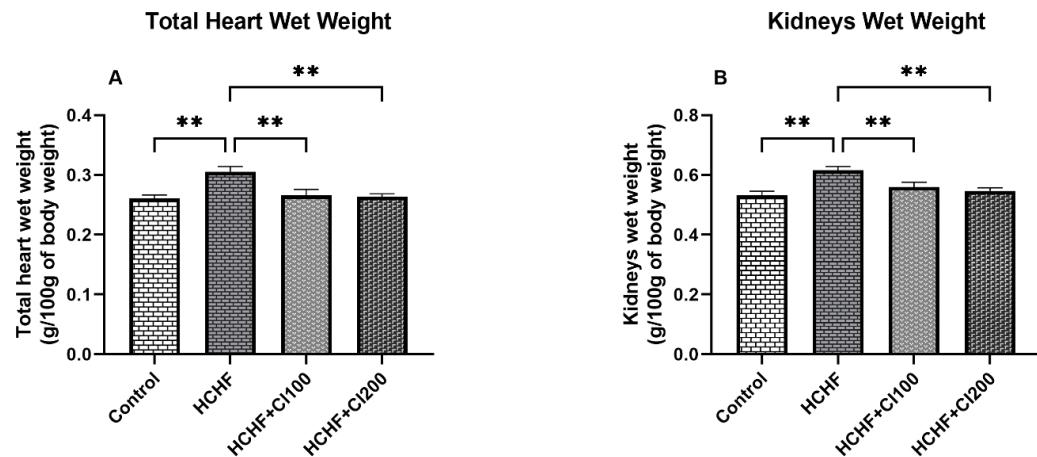 Total Heart Wet Weight
A
**
**
**
Total heart wet weight
(g/100g of body weight)
0.4
0.3
0.2
0.1
0.0
Control
HCHF
HCHF+CI100
HCHF+CI200
Kidneys Wet Weight
B
**
**
**
Kidneys wet weight
(g/100g of body weight)
0.8
0.6
0.4
0.2
0.0
Control
HCHF
HCHF+CI100
HCHF+CI200